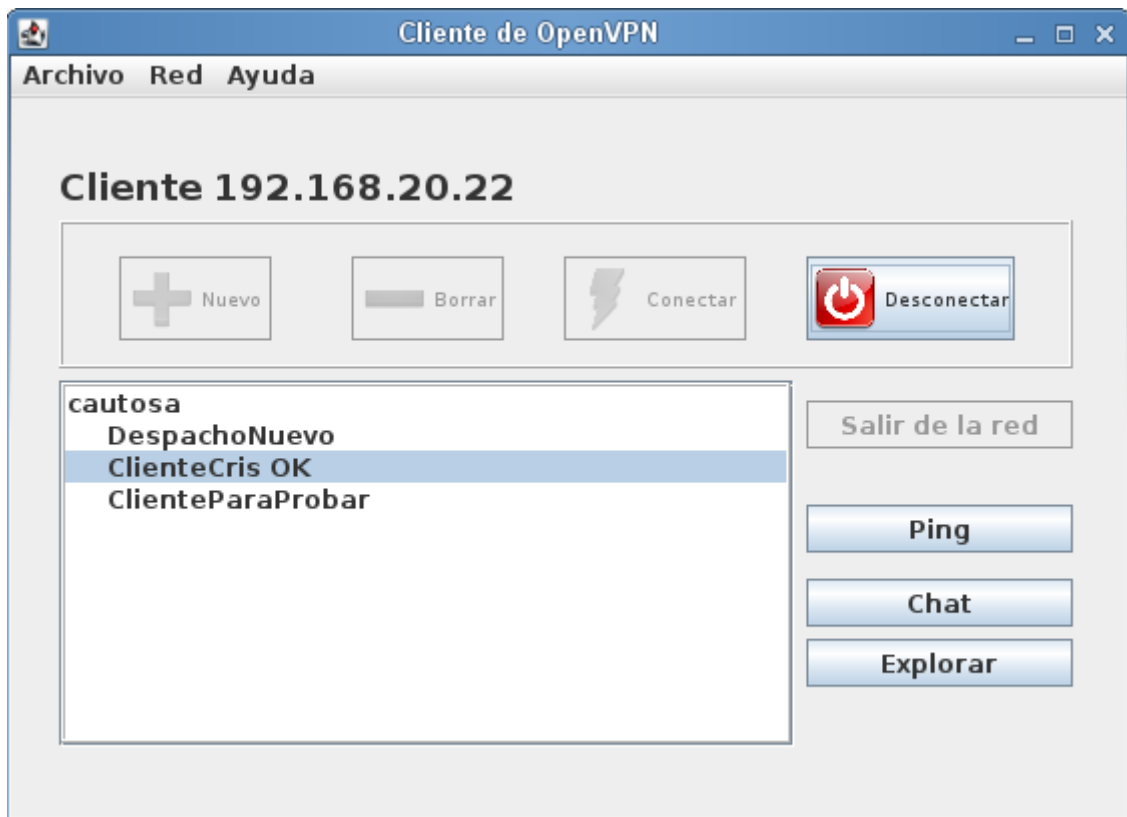 Cliente de OpenVPN
Archivo Red Ayuda
Cliente 192.168.20.22
Nuevo Borrar Conectar Desconectar
cautosa
DespachoNuevo
ClienteCris OK
ClienteParaProbar
Salir de la red
Ping
Chat
Explorar